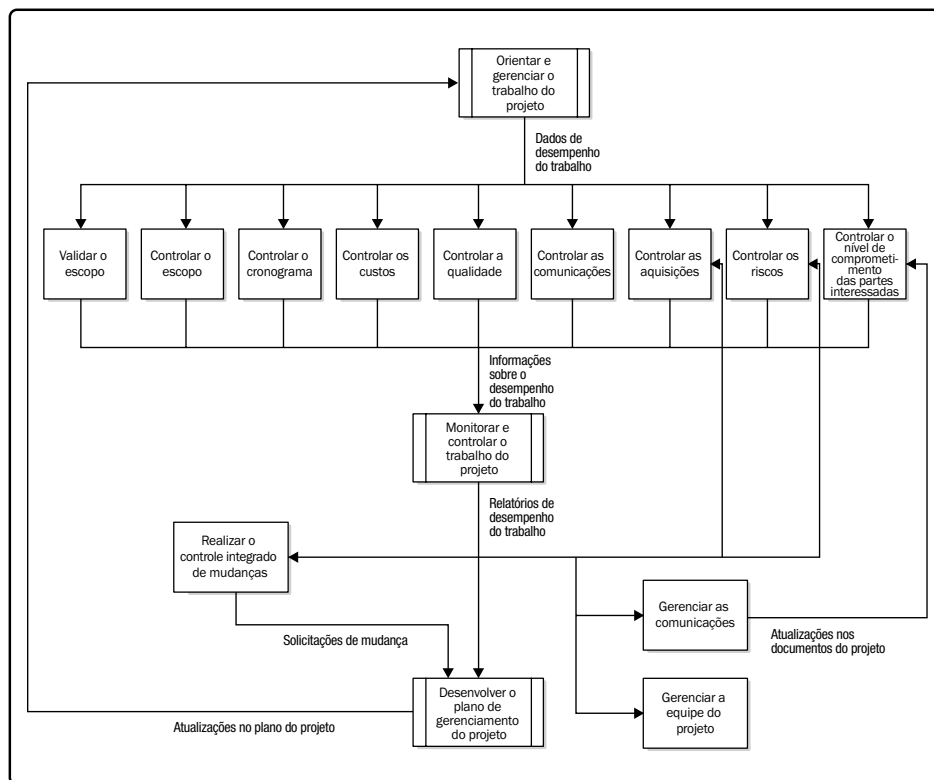 Orientar e
gerenciar o
trabalho do
projeto
Dados de
desempenho
do trabalho
Validar o
escopo
Controlar o
escopo
Controlar o
cronograma
Controlar os
custos
Controlar a
qualidade
Controlar as
comunicações
Controlar as
aquisições
Controlar os
riscos
Controlar o
nível de
comprometi-
mento
das partes
interessadas
Informações
sobre o
desempenho
do trabalho
Monitorar e
controlar o
trabalho do
projeto
Relatórios de
desempenho
do trabalho
Realizar o
controle integrado
de mudanças
Gerenciar as
comunicações
Atualizações nos
documentos do projeto
Solicitações de mudança
Desenvolver o
plano de
gerenciamento
do projeto
Atualizações no plano do projeto
Gerenciar a
equipe do
projeto